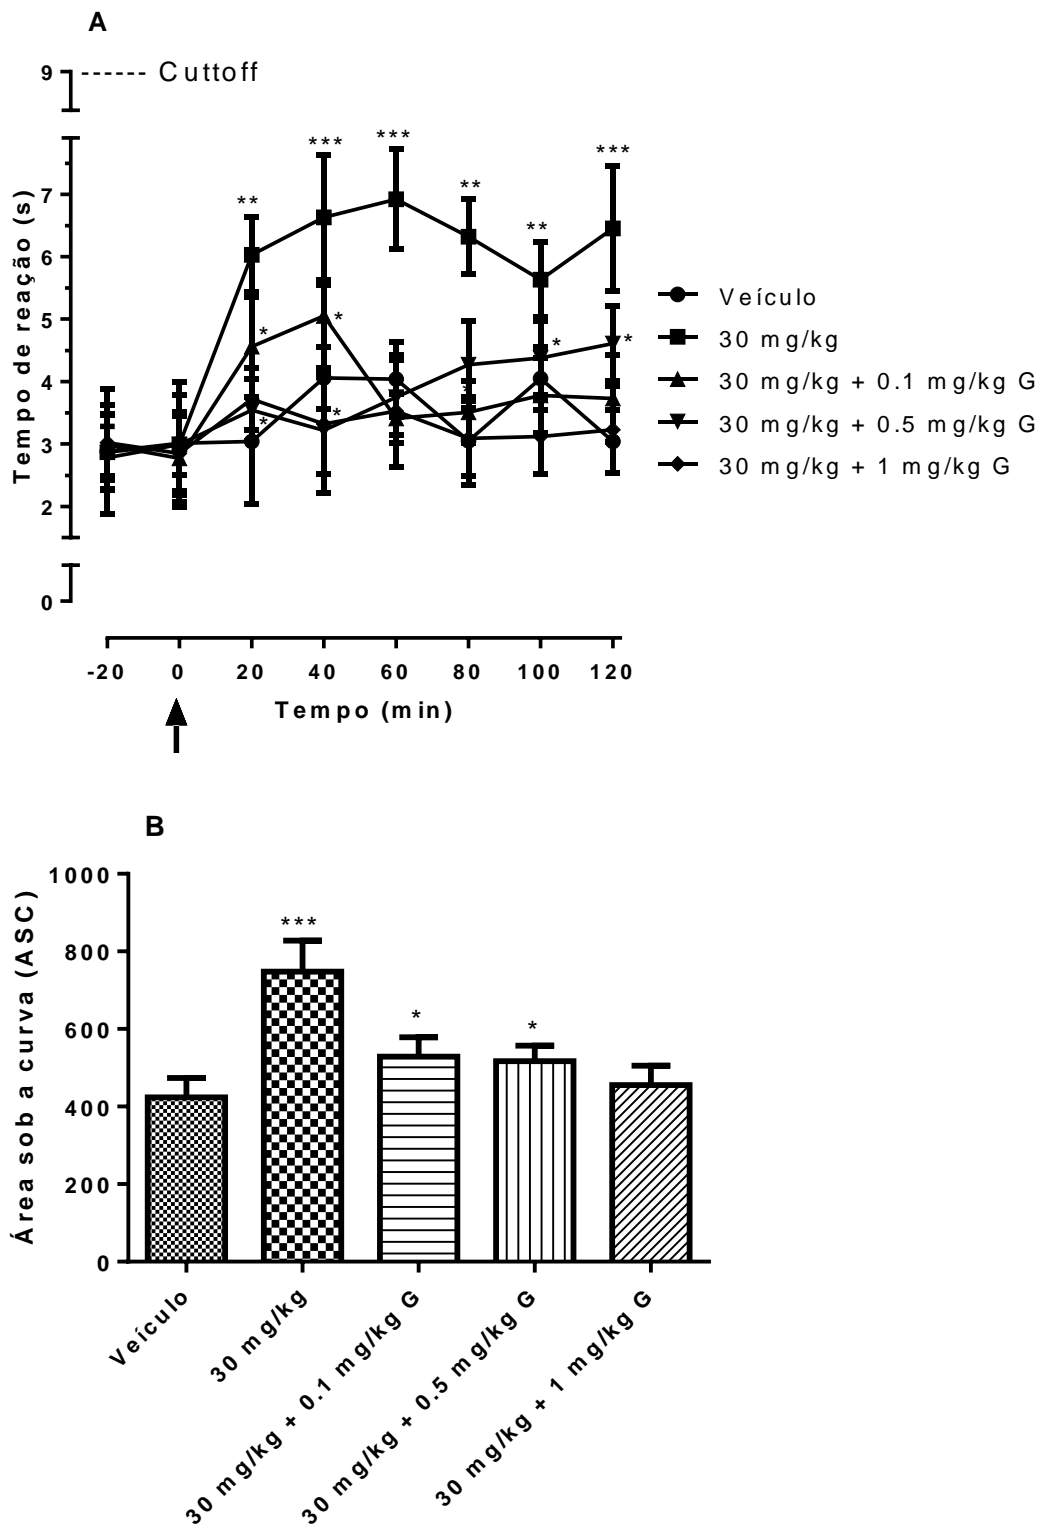 A
9
Cuttoff
***
***
***
**
**
**
7
6
5
4
3
2
0
*
*
*
*
*
*
Tempo de reação (s)
Veículo
30 mg/kg
30 mg/kg + 0.1 mg/kg G
30 mg/kg + 0.5 mg/kg G
30 mg/kg + 1 mg/kg G
-20 0 20 40 60 80 100 120
Tempo (min)
B
1000
800
600
400
200
0
Área sob a curva (ASC)
***
*
*
Veículo
30 mg/kg
30 mg/kg + 0.1 mg/kg G
30 mg/kg + 0.5 mg/kg G
30 mg/kg + 1 mg/kg G